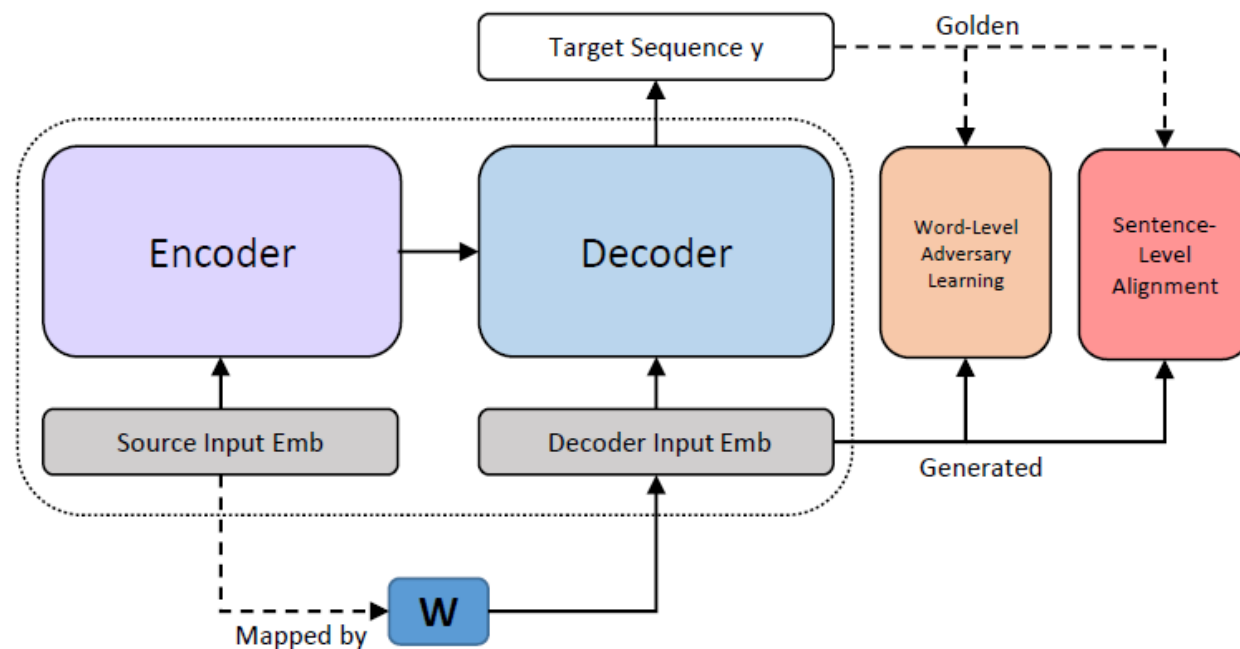 Golden
Target Sequence y
Encoder
Decoder
Word-Level
Adversary
Learning
Sentence-
Level
Alignment
Source Input Emb
Decoder Input Emb
Generated
W
Mapped by